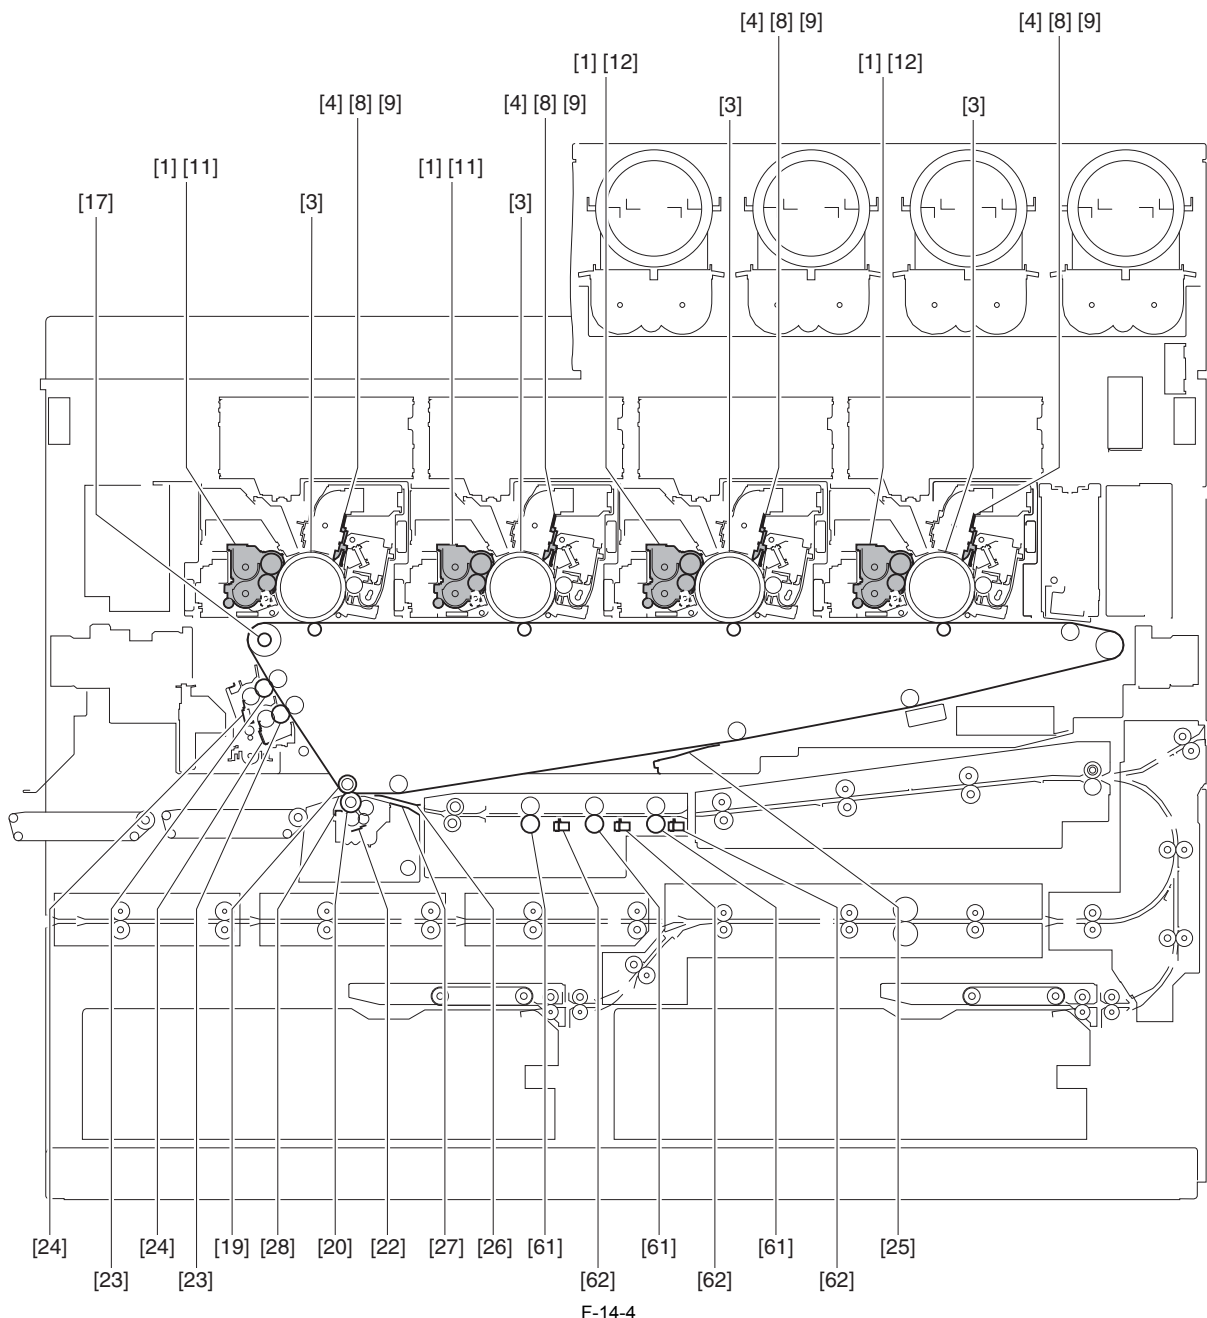 [4] [8] [9] [4] [8] [9]
[1] [12] [1] [12]
[4] [8] [9] [4] [8] [9] [3] [3]
[1] [11] [1] [11]
[17] [3] [3]
[24] [24] [19] [28] [20] [22] [27] [26] [61] [61] [61] [25]
[23] [23] [62] [62] [62]
F-14-4